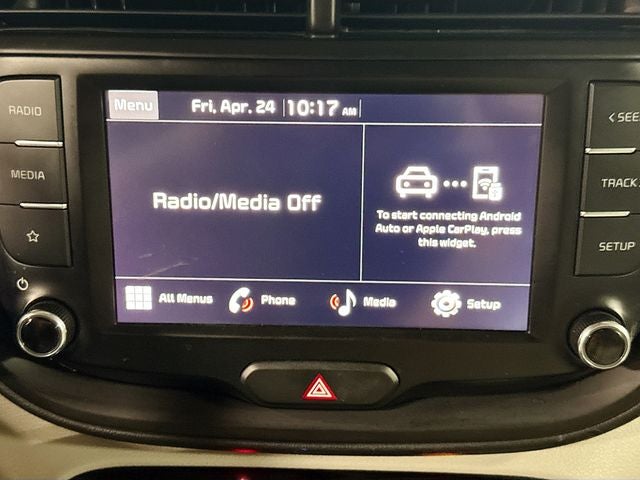 RADIO
MEDIA
Menu
Fri, Apr. 24
10:17 AM
Radio/Media Off
To start connecting Android
Auto or Apple CarPlay, press
this widget.
All Menus
Phone
Media
Setup
< SEE
TRACK
SETUP